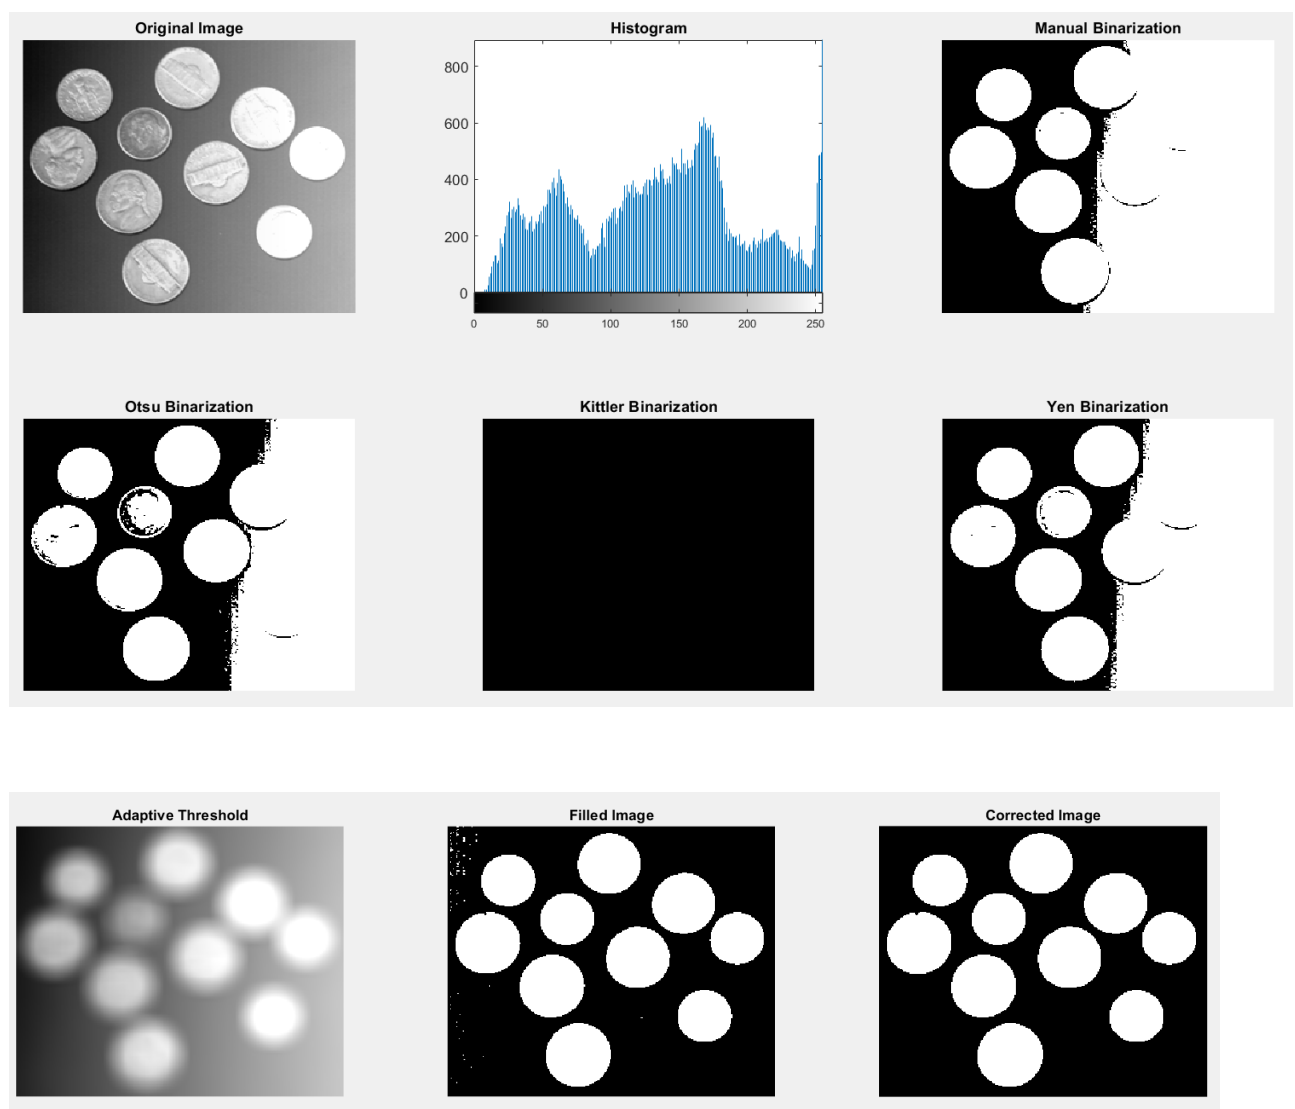 Original Image
Histogram
Manual Binarization
800
600
400
200
0
0 50 100 150 200 250
Otsu Binarization
Kittler Binarization
Yen Binarization
Adaptive Threshold
Filled Image
Corrected Image